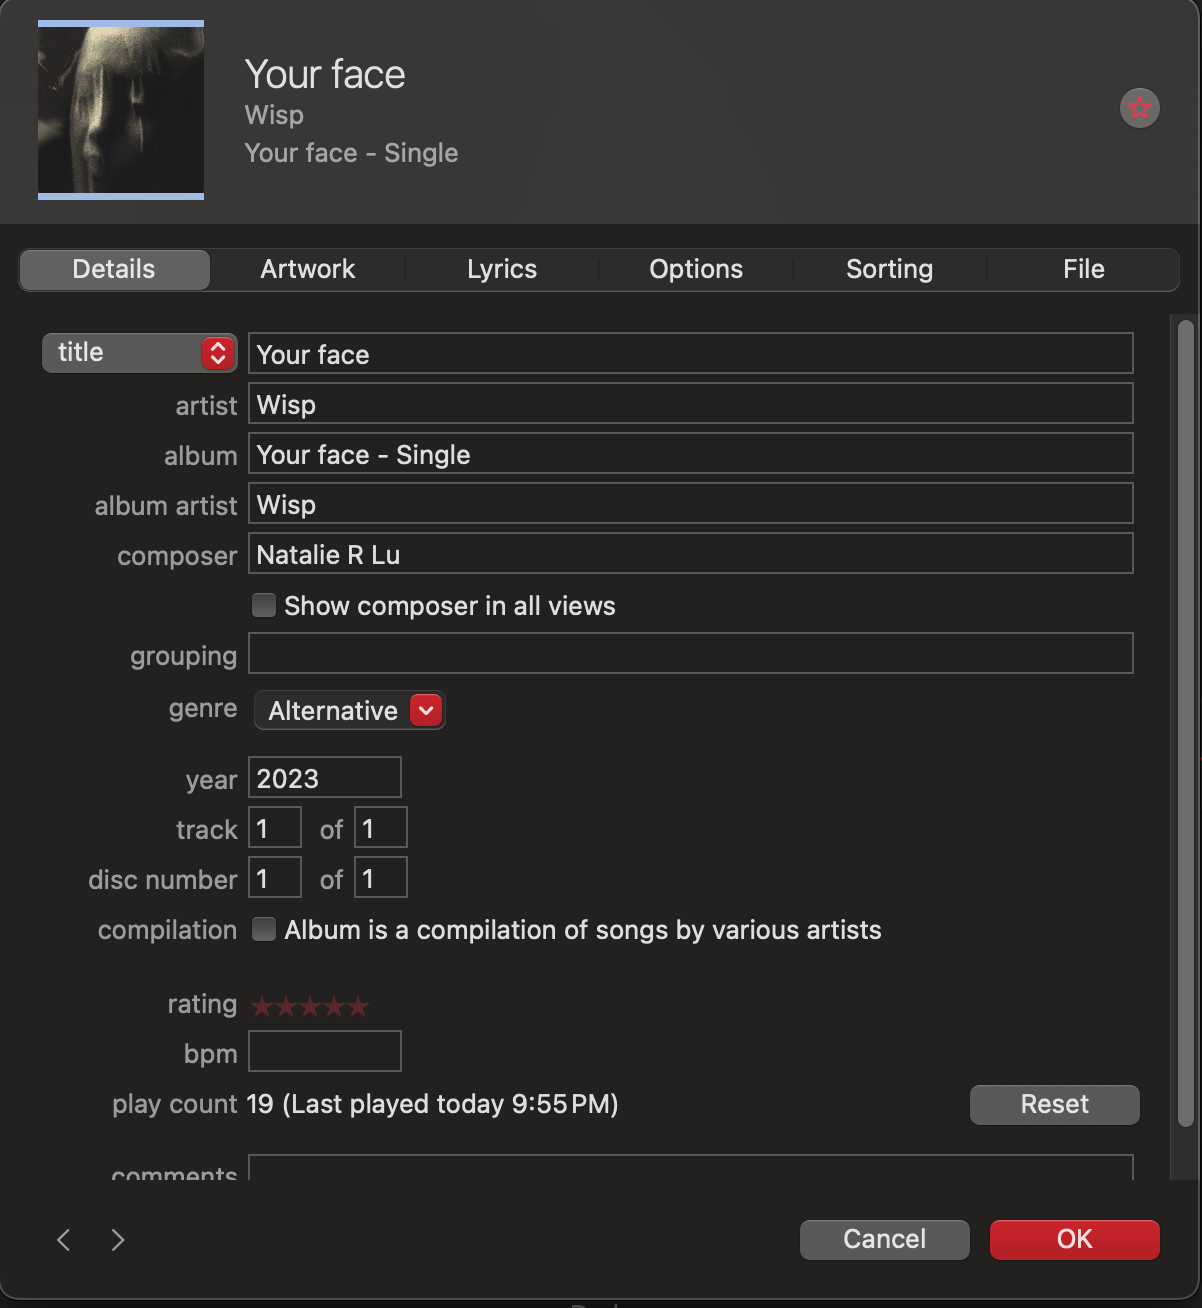 Your face
Wisp
Your face - Single
Details Artwork Lyrics Options Sorting File
title Your face
artist Wisp
album Your face - Single
album artist Wisp
composer Natalie R Lu
Show composer in all views
grouping
genre Alternative
year 2023
track 1 of 1
disc number 1 of 1
compilation Album is a compilation of songs by various artists
rating
bpm
play count 19 (Last played today 9:55 PM) Reset
comments
Cancel OK